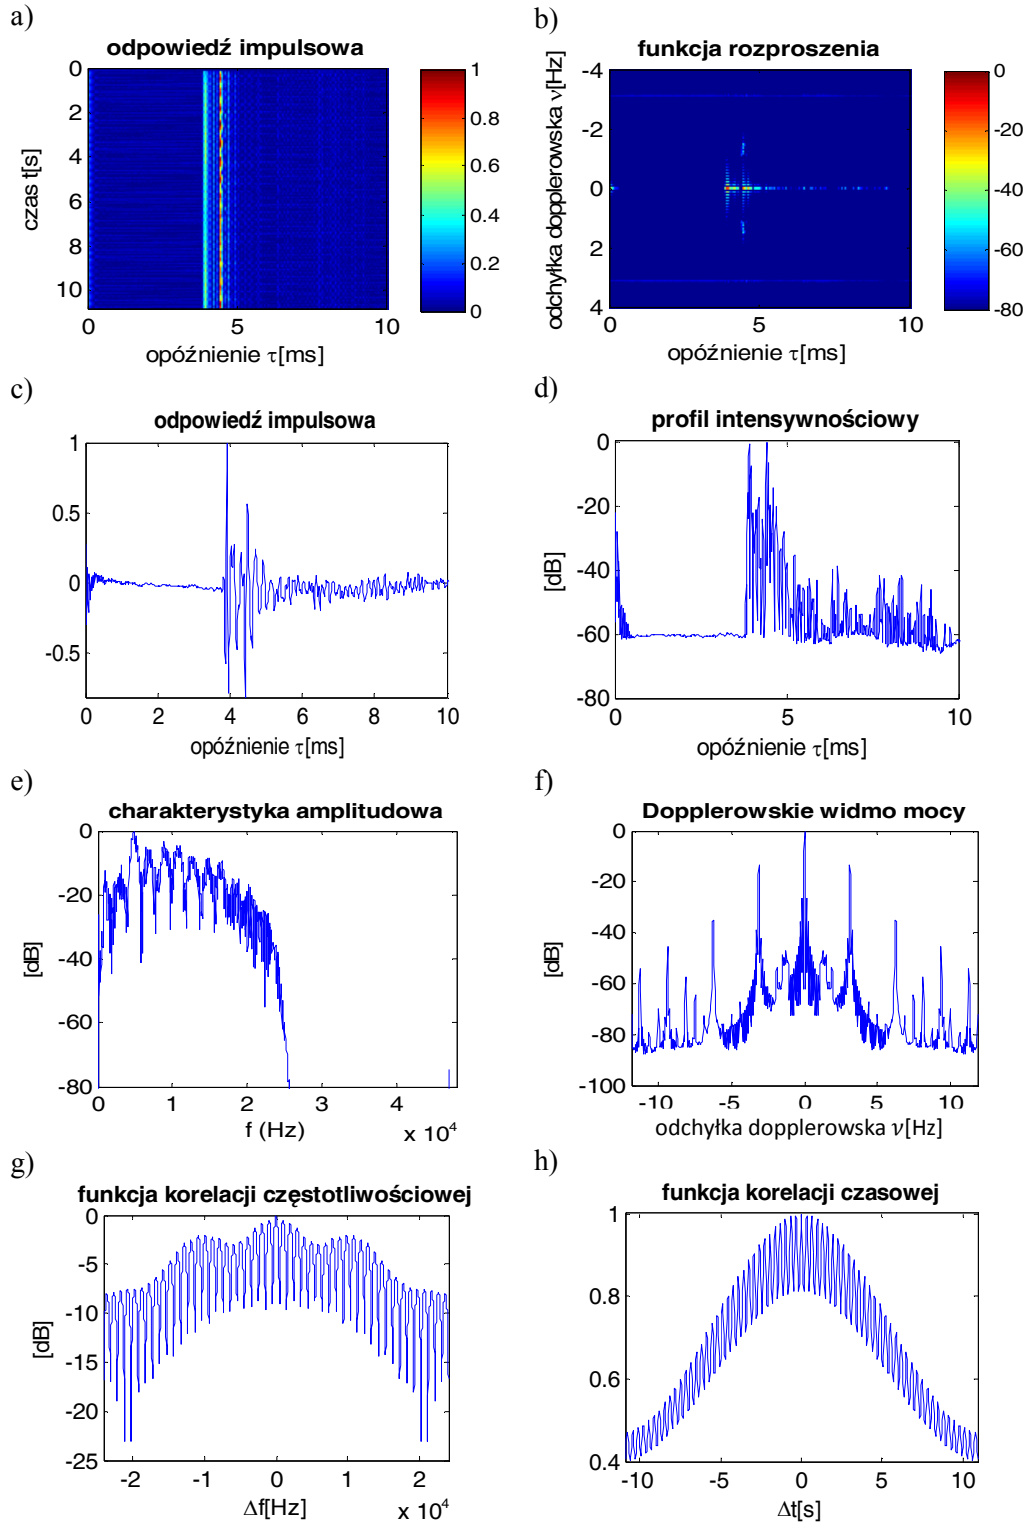 a)
odpowiedź impulsowa
0
2
4
6
8
10
czas t[s]
0
5
10
opóźnienie τ[ms]
1
0.8
0.6
0.4
0.2
0
b)
funkcja rozproszenia
-4
-2
0
2
4
odchyłka dopplerowska ν[Hz]
0
5
10
opóźnienie τ[ms]
0
-20
-40
-60
-80
c)
odpowiedź impulsowa
1
0.5
0
-0.5
0
2
4
6
8
10
opóźnienie τ[ms]
d)
profil intensywnościowy
0
-20
-40
-60
-80
[dB]
0
5
10
opóźnienie τ[ms]
e)
charakterystyka amplitudowa
0
-20
-40
-60
-80
[dB]
0
1
2
3
4
f (Hz)
x 10^4
f)
Dopplerowskie widmo mocy
0
-20
-40
-60
-80
-100
[dB]
-10
-5
0
5
10
odchyłka dopplerowska ν[Hz]
g)
funkcja korelacji częstotliwościowej
0
-5
-10
-15
-20
-25
[dB]
-2
-1
0
1
2
Δf[Hz]
x 10^4
h)
funkcja korelacji czasowej
1
0.8
0.6
0.4
-10
-5
0
5
10
Δt[s]